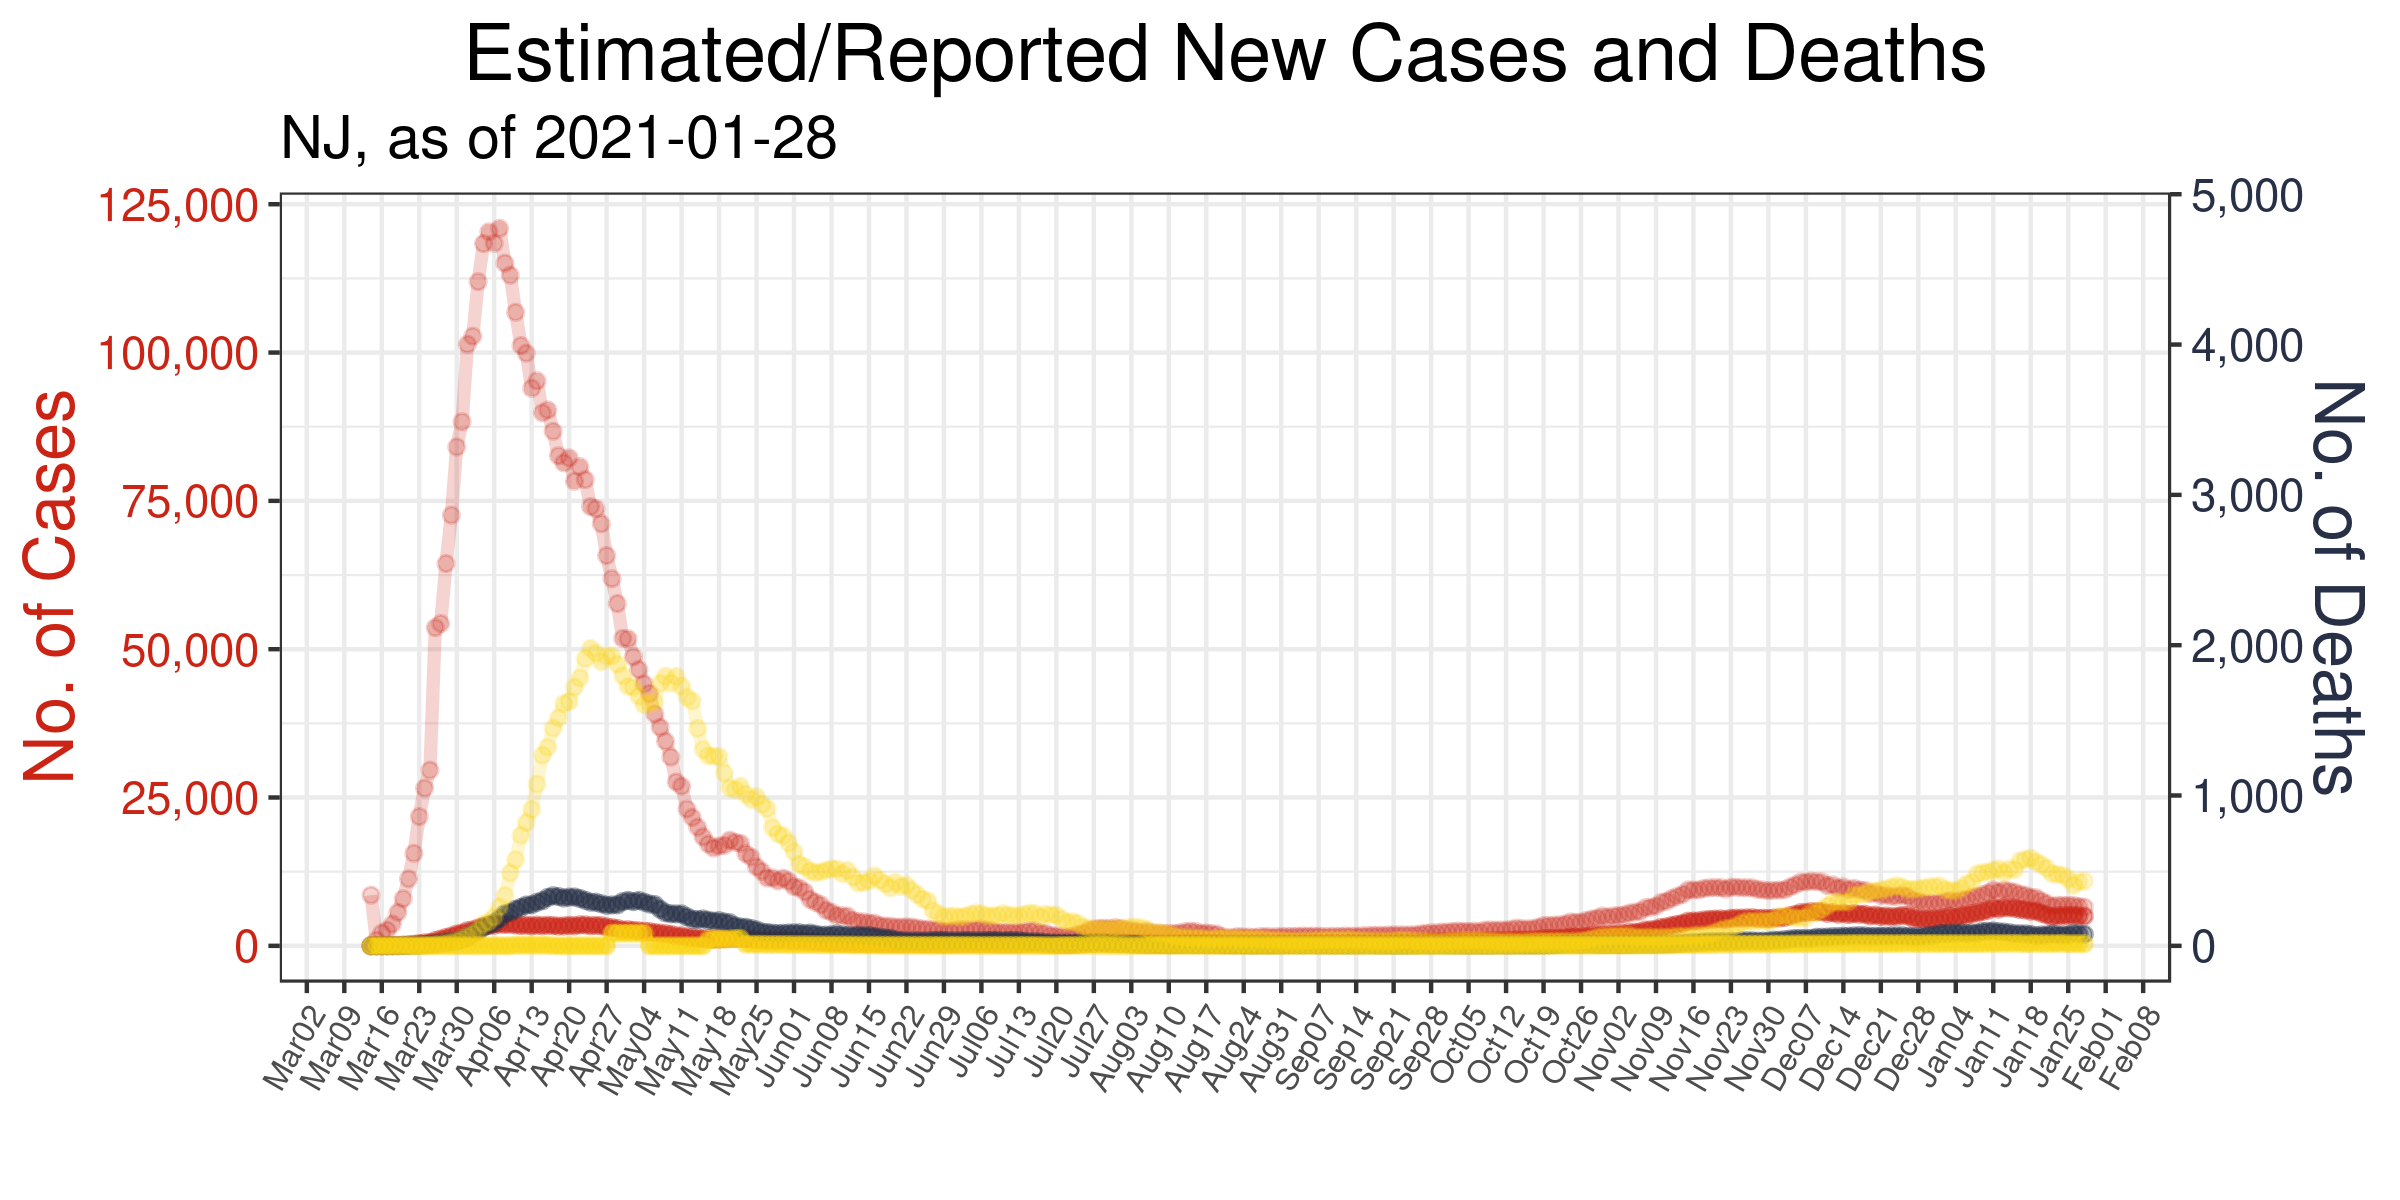 Estimated/Reported New Cases and Deaths
NJ, as of 2021-01-28
No. of Cases
125,000
100,000
75,000
50,000
25,000
0
5,000
4,000
3,000
2,000
1,000
0
No. of Deaths
Mar02 Mar09 Mar16 Mar23 Mar30 Apr06 Apr13 Apr20 Apr27 May04 May11 May18 May25 Jun01 Jun08 Jun15 Jun22 Jun29 Jul06 Jul13 Jul20 Jul27 Aug03 Aug10 Aug17 Aug24 Aug31 Sep07 Sep14 Sep21 Sep28 Oct05 Oct12 Oct19 Oct26 Nov02 Nov09 Nov16 Nov23 Nov30 Dec07 Dec14 Dec21 Dec28 Jan04 Jan11 Jan18 Jan25 Feb01 Feb08